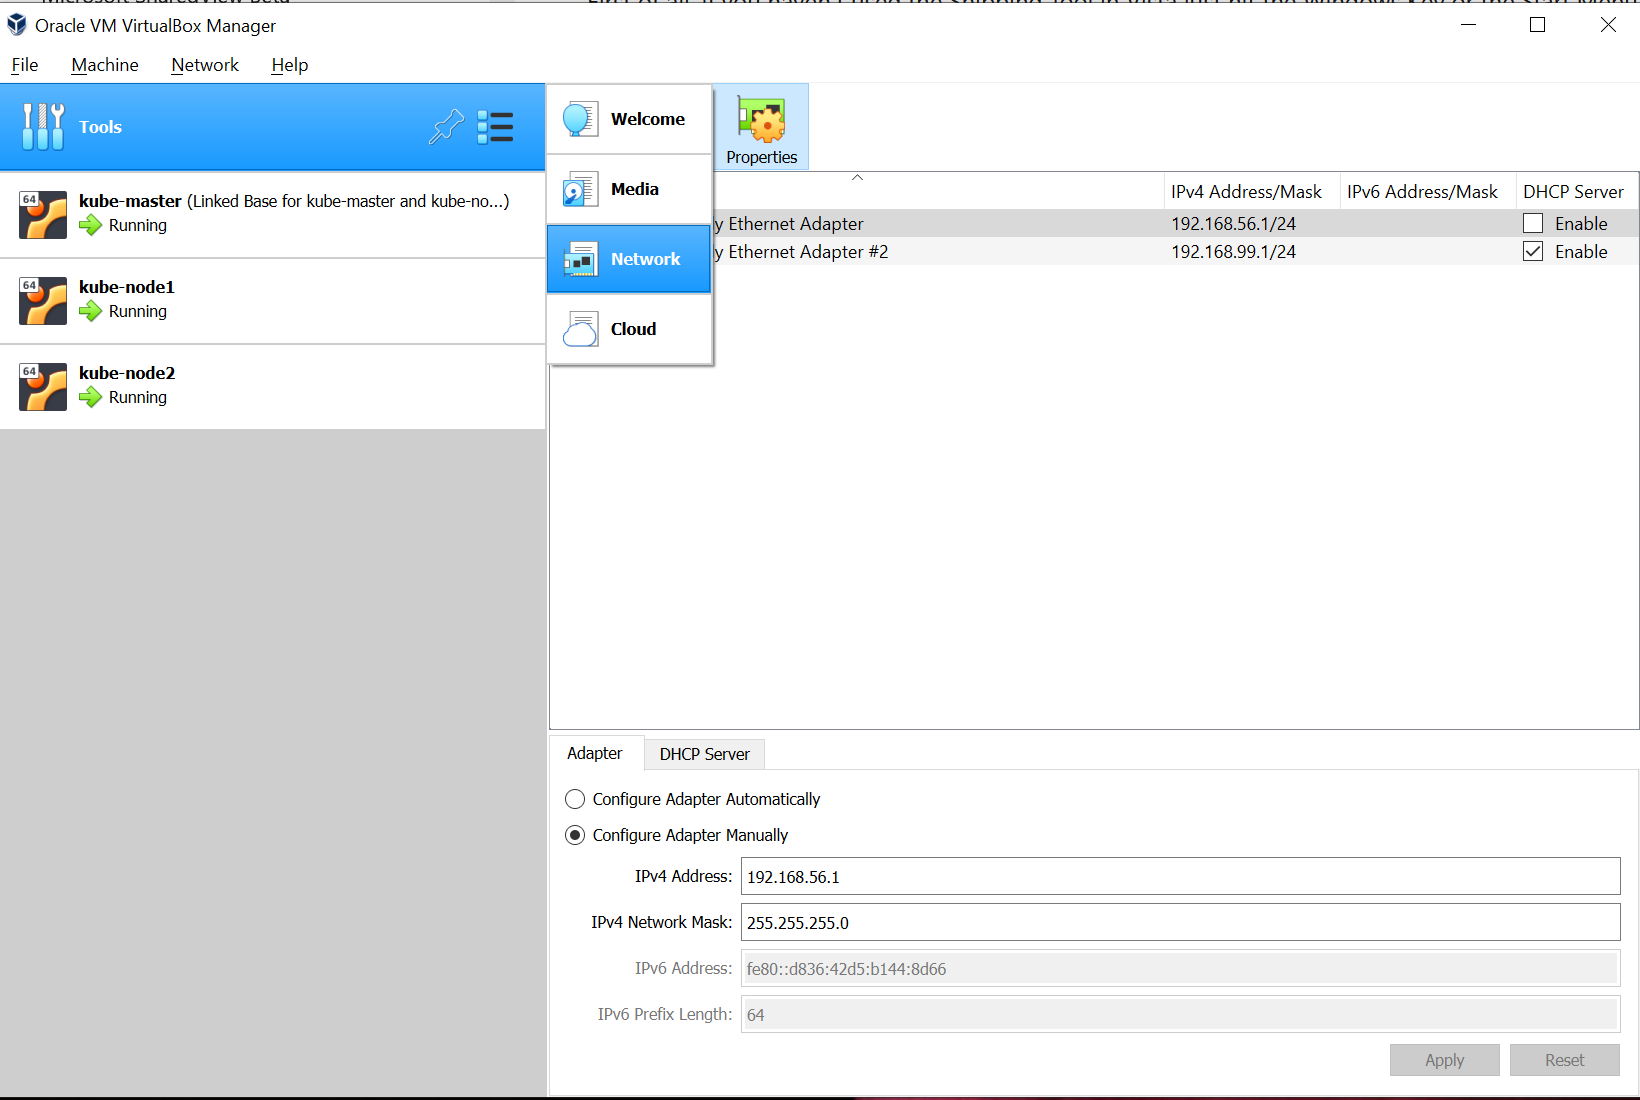 Oracle VM VirtualBox Manager
File Machine Network Help
Tools
64
kube-master (Linked Base for kube-master and kube-no...)
Running
64
kube-node1
Running
64
kube-node2
Running
Welcome
Media
Network
Cloud
Properties
IPv4 Address/Mask IPv6 Address/Mask DHCP Server
y Ethernet Adapter 192.168.56.1/24 Enable
y Ethernet Adapter #2 192.168.99.1/24 Enable
Adapter DHCP Server
Configure Adapter Automatically
Configure Adapter Manually
IPv4 Address: 192.168.56.1
IPv4 Network Mask: 255.255.255.0
IPv6 Address: fe80::d836:42d5:b144:8d66
IPv6 Prefix Length: 64
Apply Reset